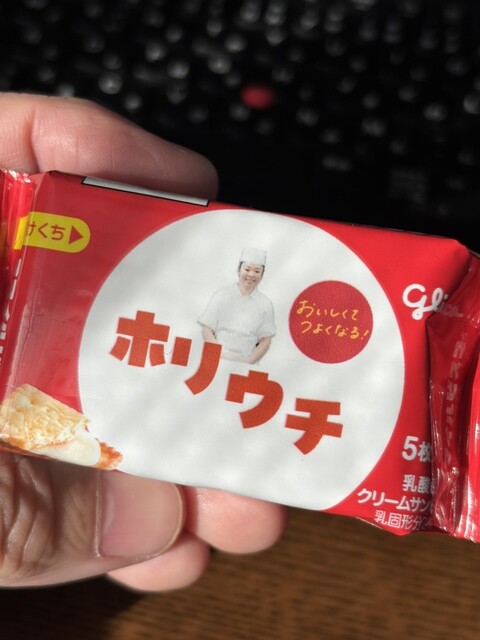 けくち▶
Glico
おいしくて
つよくなる!
ホリウチ
5枚
乳酸
クリームサン
乳固形分